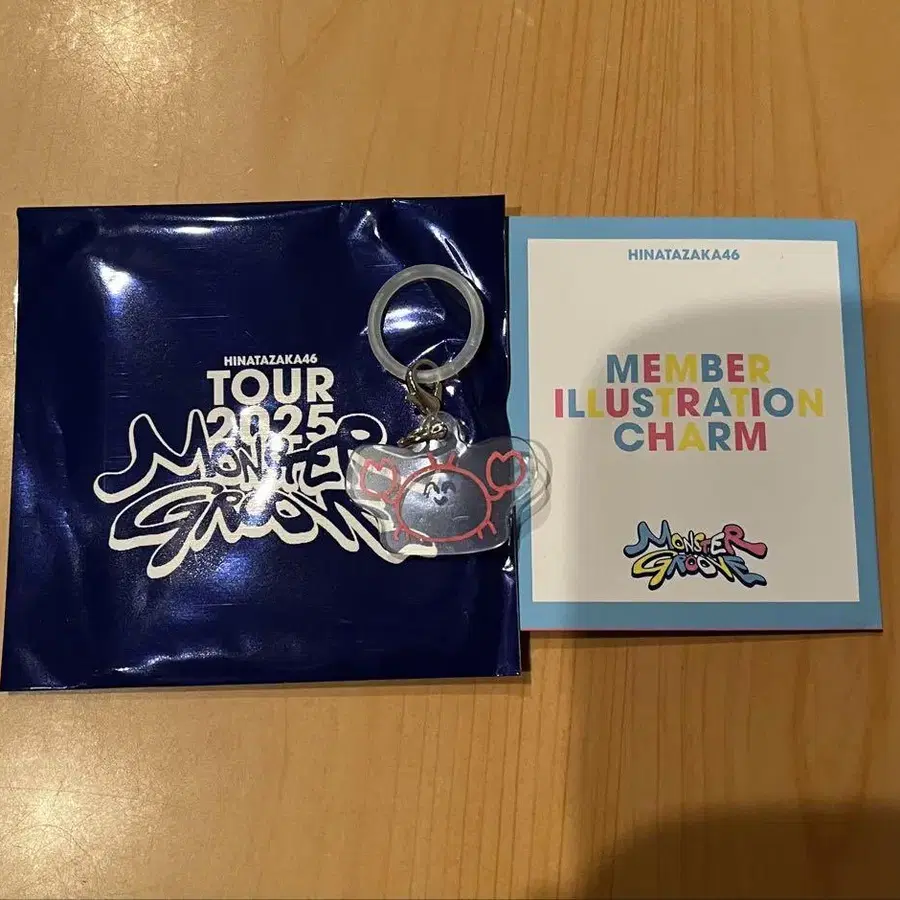 HINATAZAKA46
TOUR
2025
MONSTER
GROOVE
HINATAZAKA46
MEMBER
ILLUSTRATION
CHARM
MONSTER
GROOVE